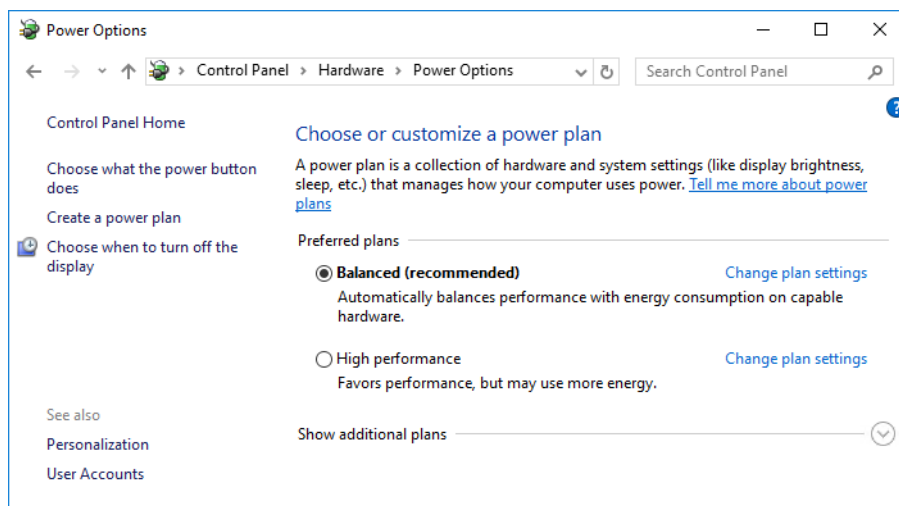 Power Options
Control Panel > Hardware > Power Options
Search Control Panel
?
Control Panel Home
Choose what the power button
does
Create a power plan
Choose when to turn off the
display
See also
Personalization
User Accounts
Choose or customize a power plan
A power plan is a collection of hardware and system settings (like display brightness,
sleep, etc.) that manages how your computer uses power. Tell me more about power
plans
Preferred plans
Balanced (recommended) Change plan settings
Automatically balances performance with energy consumption on capable
hardware.
High performance Change plan settings
Favors performance, but may use more energy.
Show additional plans